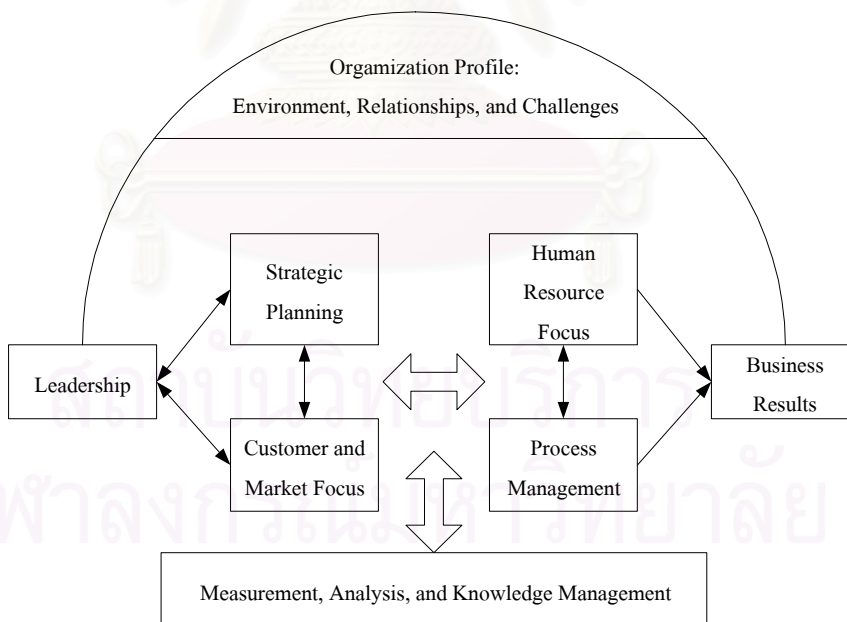 Orgamization Profile:
Environment, Relationships, and Challenges
Strategic
Planning
Human
Resource
Focus
Leadership
Business
Results
Customer and
Market Focus
Process
Management
Measurement, Analysis, and Knowledge Management
สถาบันวิทยบริการ
จุฬาลงกรณ์มหาวิทยาลัย